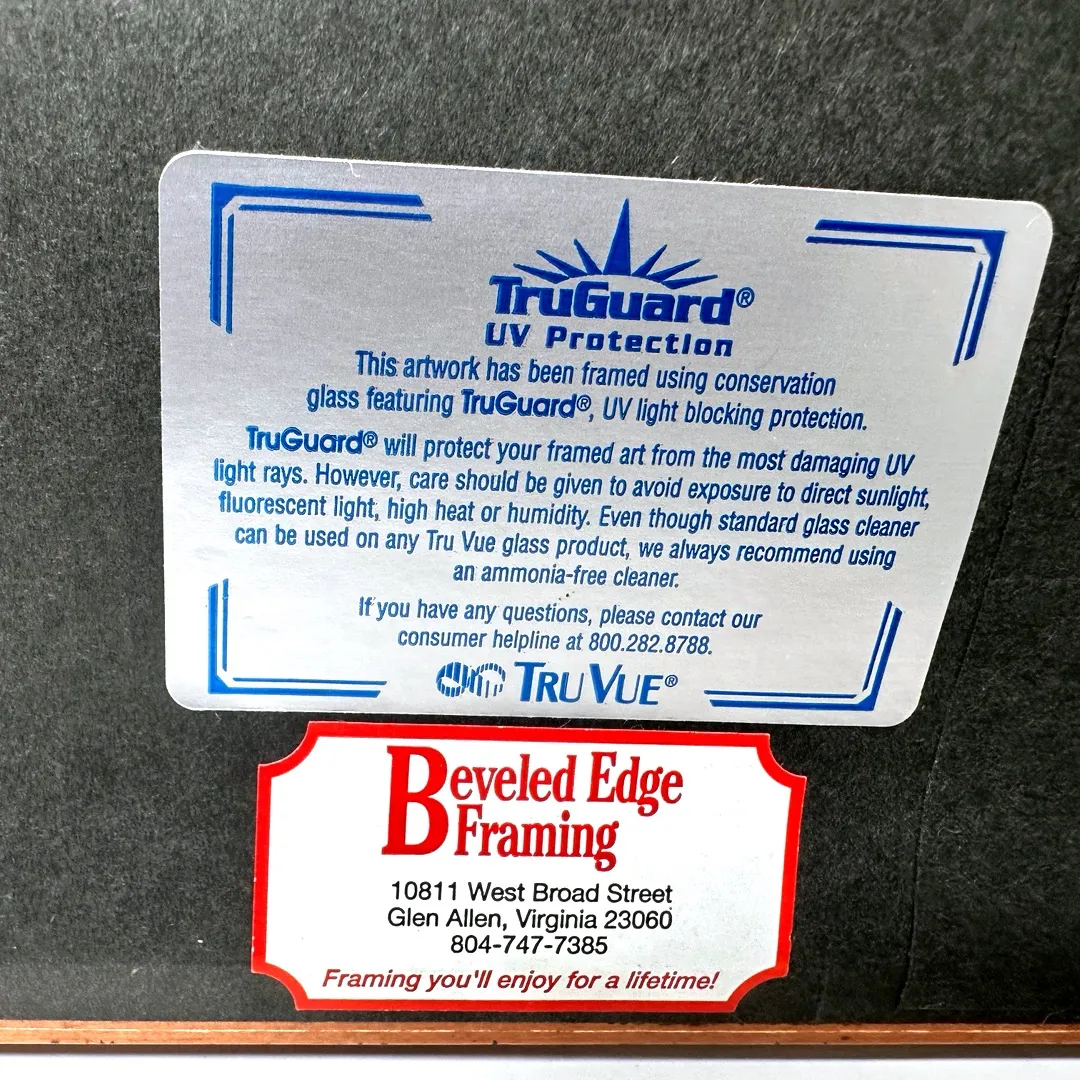 TruGuard®
UV Protection
This artwork has been framed using conservation
glass featuring TruGuard®, UV light blocking protection.
TruGuard® will protect your framed art from the most damaging UV
light rays. However, care should be given to avoid exposure to direct sunlight,
fluorescent light, high heat or humidity. Even though standard glass cleaner
can be used on any Tru Vue glass product, we always recommend using
an ammonia-free cleaner.
If you have any questions, please contact our
consumer helpline at 800.282.8788.
TRU VUE®
Beveled Edge
Framing
10811 West Broad Street
Glen Allen, Virginia 23060
804-747-7385
Framing you'll enjoy for a lifetime!